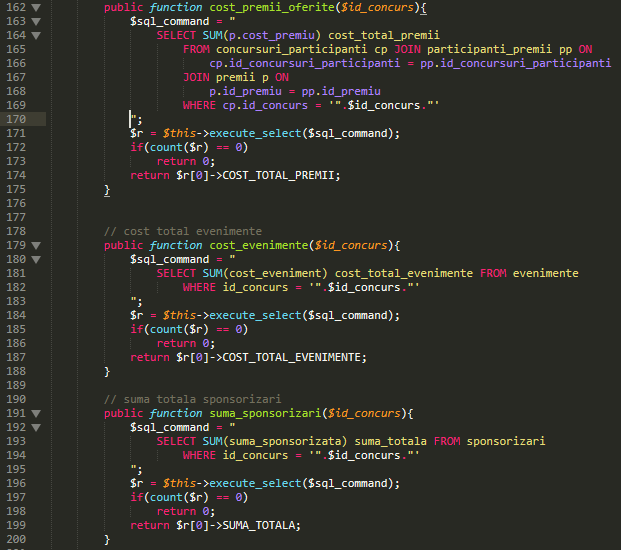 162 public function cost_premii_oferite($id_concurs){
163 $sql_command = "
164 SELECT SUM(p.cost_premiu) cost_total_premii
165 FROM concursuri_participanti cp JOIN participanti_premii pp ON
166 cp.id_concursuri_participanti = pp.id_concursuri_participanti
167 JOIN premii p ON
168 p.id_premiu = pp.id_premiu
169 WHERE cp.id_concurs = '".$id_concurs."'
170 ";
171 $r = $this->execute_select($sql_command);
172 if(count($r) == 0)
173 return 0;
174 return $r[0]->COST_TOTAL_PREMII;
175 }
176
177
178 // cost total evenimente
179 public function cost_evenimente($id_concurs){
180 $sql_command = "
181 SELECT SUM(cost_eveniment) cost_total_evenimente FROM evenimente
182 WHERE id_concurs = '".$id_concurs."'
183 ";
184 $r = $this->execute_select($sql_command);
185 if(count($r) == 0)
186 return 0;
187 return $r[0]->COST_TOTAL_EVENIMENTE;
188 }
189
190 // suma totala sponsorizari
191 public function suma_sponsorizari($id_concurs){
192 $sql_command = "
193 SELECT SUM(suma_sponsorizata) suma_totala FROM sponsorizari
194 WHERE id_concurs = '".$id_concurs."'
195 ";
196 $r = $this->execute_select($sql_command);
197 if(count($r) == 0)
198 return 0;
199 return $r[0]->SUMA_TOTALA;
200 }